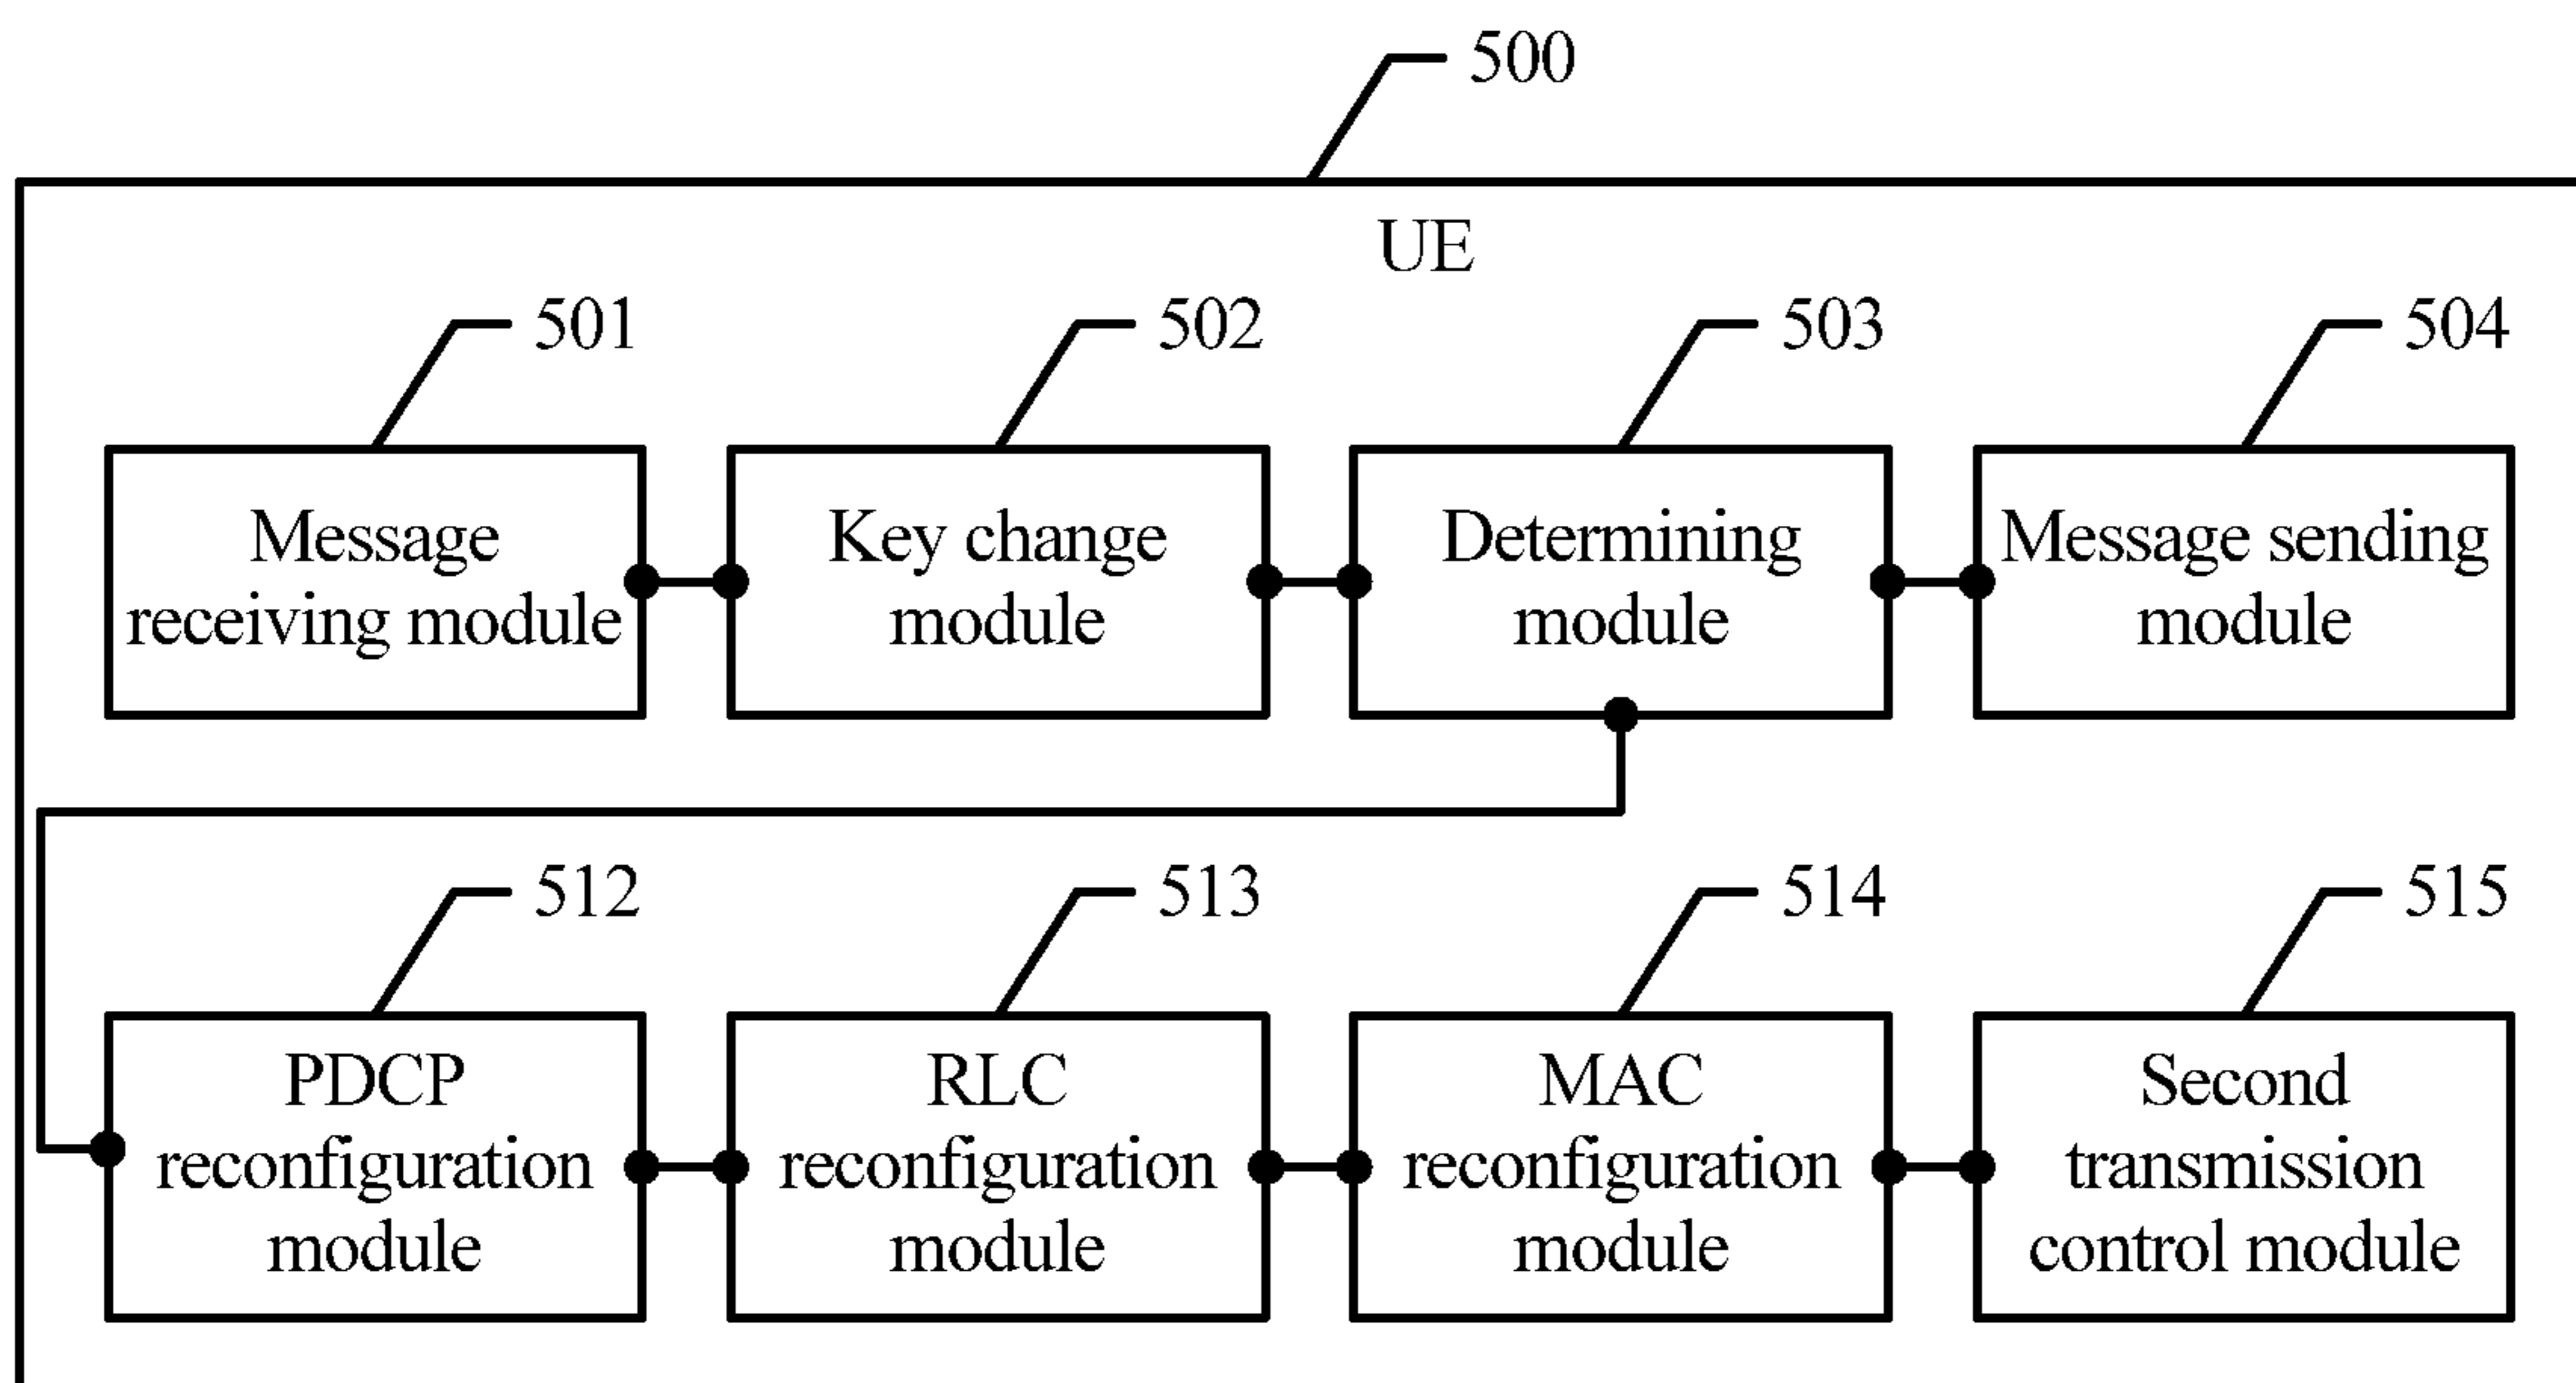 500
UE
501
502
503
504
Message
receiving module
Key change
module
Determining
module
Message sending
module
512
513
514
515
PDCP
reconfiguration
module
RLC
reconfiguration
module
MAC
reconfiguration
module
Second
transmission
control module